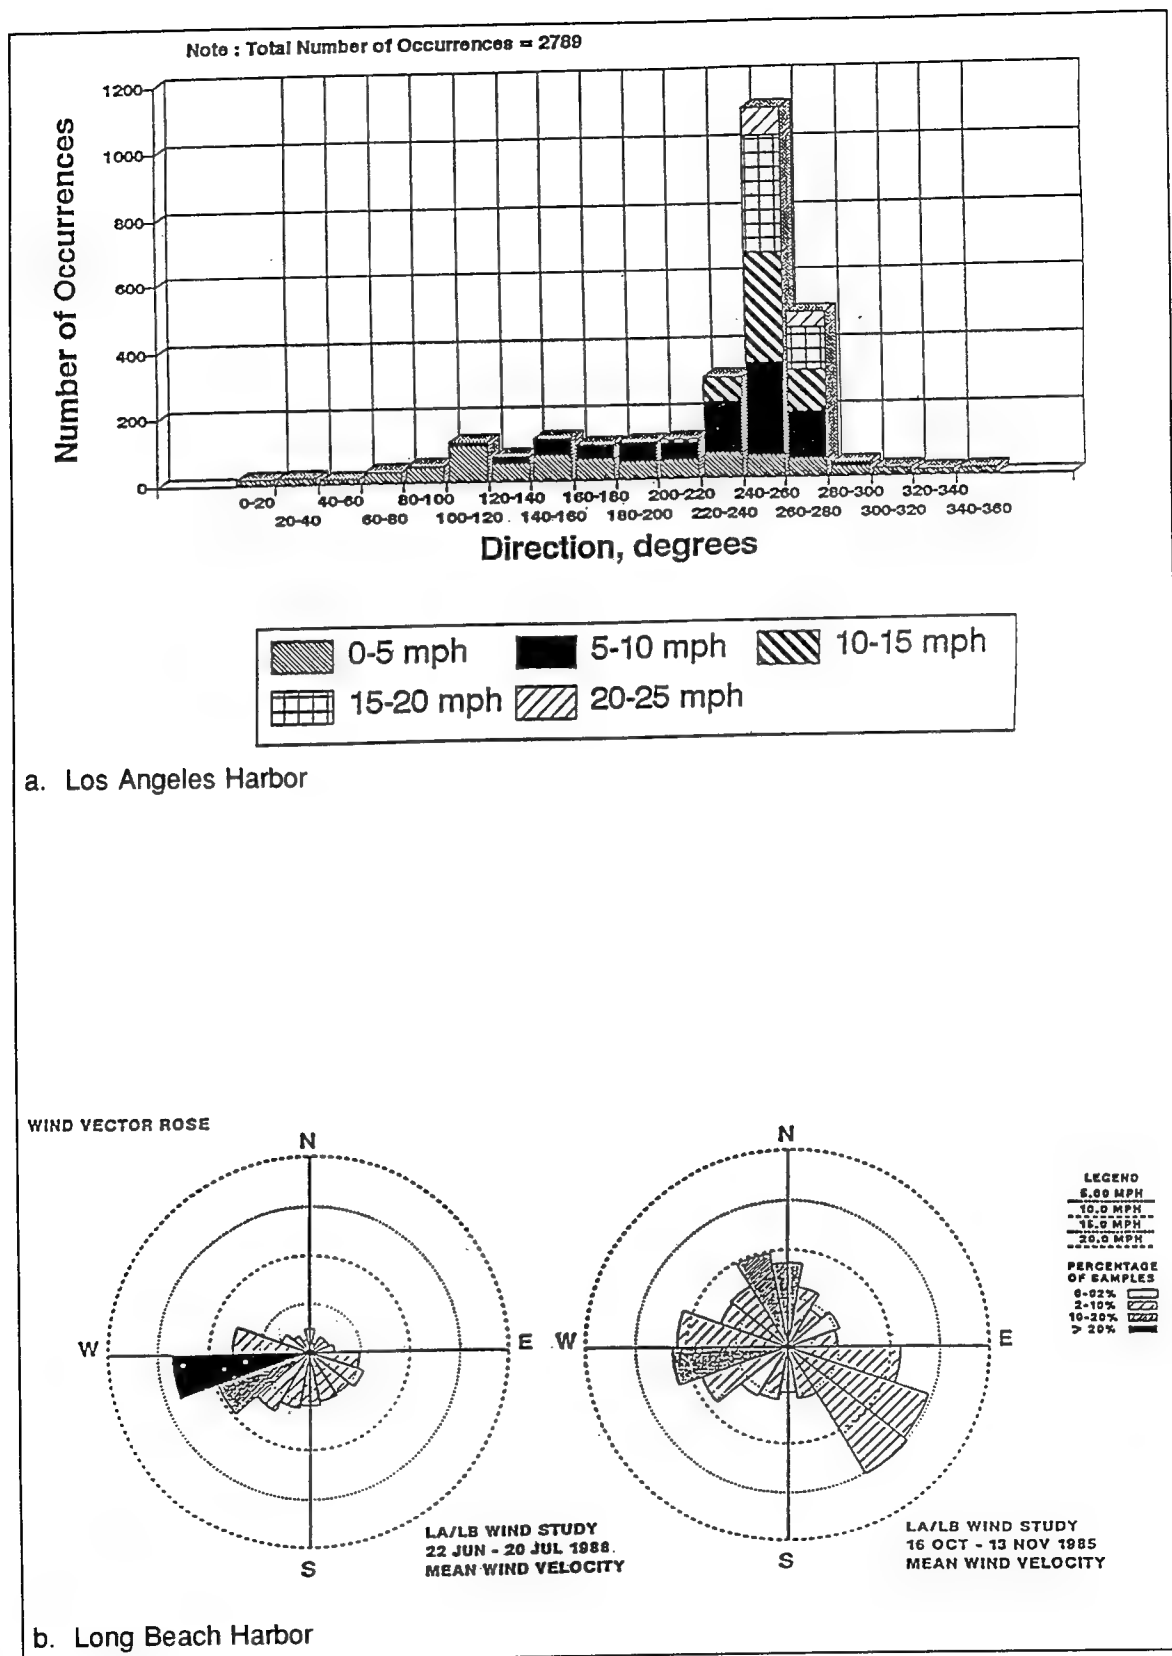 Note : Total Number of Occurrences = 2789
Number of Occurrences
1200
1000
800
600
400
200
0
0-20 40-60 80-100 120-140 160-180 200-220 240-260 280-300 320-340
20-40 60-80 100-120 140-160 180-200 220-240 260-280 300-320 340-360
Direction, degrees
0-5 mph 5-10 mph 10-15 mph
15-20 mph 20-25 mph
a. Los Angeles Harbor
WIND VECTOR ROSE
N
W E
S
LA/LB WIND STUDY
22 JUN - 20 JUL 1988.
MEAN WIND VELOCITY
N
W E
S
LA/LB WIND STUDY
16 OCT - 13 NOV 1985
MEAN WIND VELOCITY
LEGEND
5.00 MPH
10.0 MPH
15.0 MPH
20.0 MPH
PERCENTAGE
OF SAMPLES
0-02%
2-10%
10-20%
> 20%
b. Long Beach Harbor